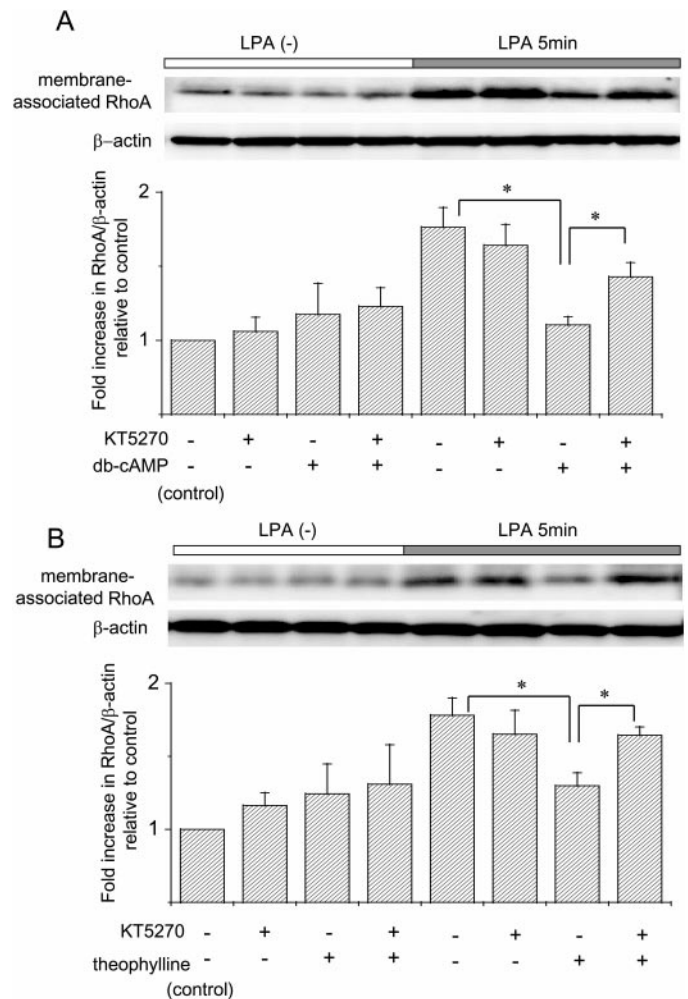 A
LPA (-) LPA 5min
membrane-
associated RhoA
β-actin
Fold increase in RhoA/β-actin
relative to control
2
1
* *
KT5270 - + - + - + - +
db-cAMP - - + + - - + +
(control)
B
LPA (-) LPA 5min
membrane-
associated RhoA
β-actin
Fold increase in RhoA/β-actin
relative to control
2
1
* *
KT5270 - + - + - + - +
theophylline - - + + - - + +
(control)